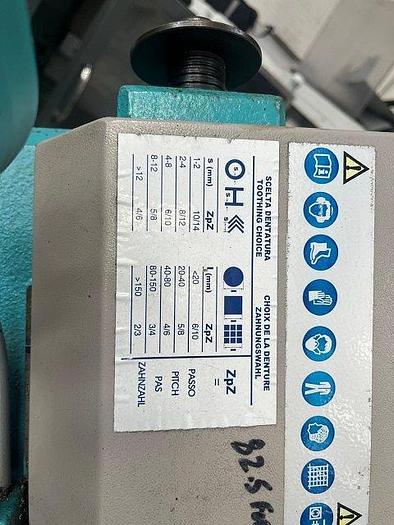 SCELTA DENTATURA
TOOTHING CHOICE
CHOIX DE LA DENTURE
ZAHNUNGSWAHL
S S S
S (mm) ZpZ
1-2 10/14
2-4 8/12
4-8 6/10
8-12 5/8
>12 4/6
(mm) ZpZ
<20 6/10
20-40 5/8
40-80 4/6
80-150 3/4
>150 2/3
ZpZ
=
PASSO
PITCH
PAS
ZAHNZAHL
82.5